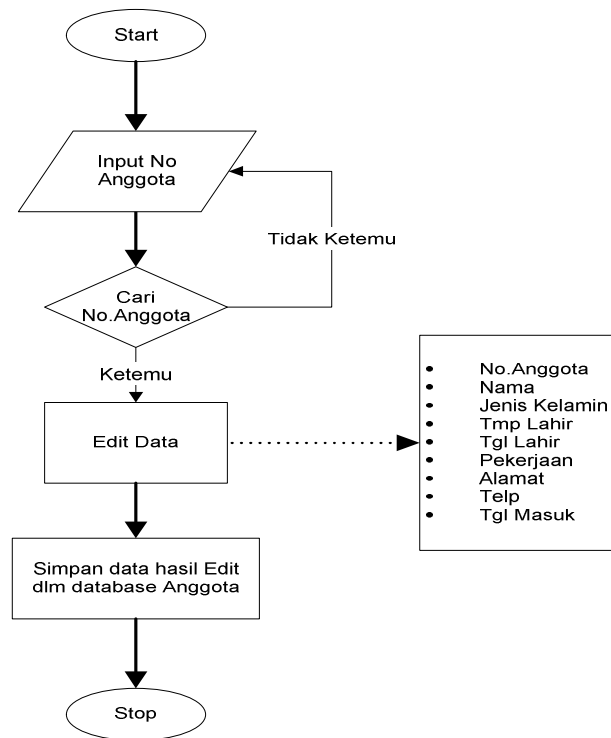 Start
Input No
Anggota
Tidak Ketemu
Cari
No.Anggota
Ketemu
Edit Data
• No.Anggota
• Nama
• Jenis Kelamin
• Tmp Lahir
• Tgl Lahir
• Pekerjaan
• Alamat
• Telp
• Tgl Masuk
Simpan data hasil Edit
dlm database Anggota
Stop